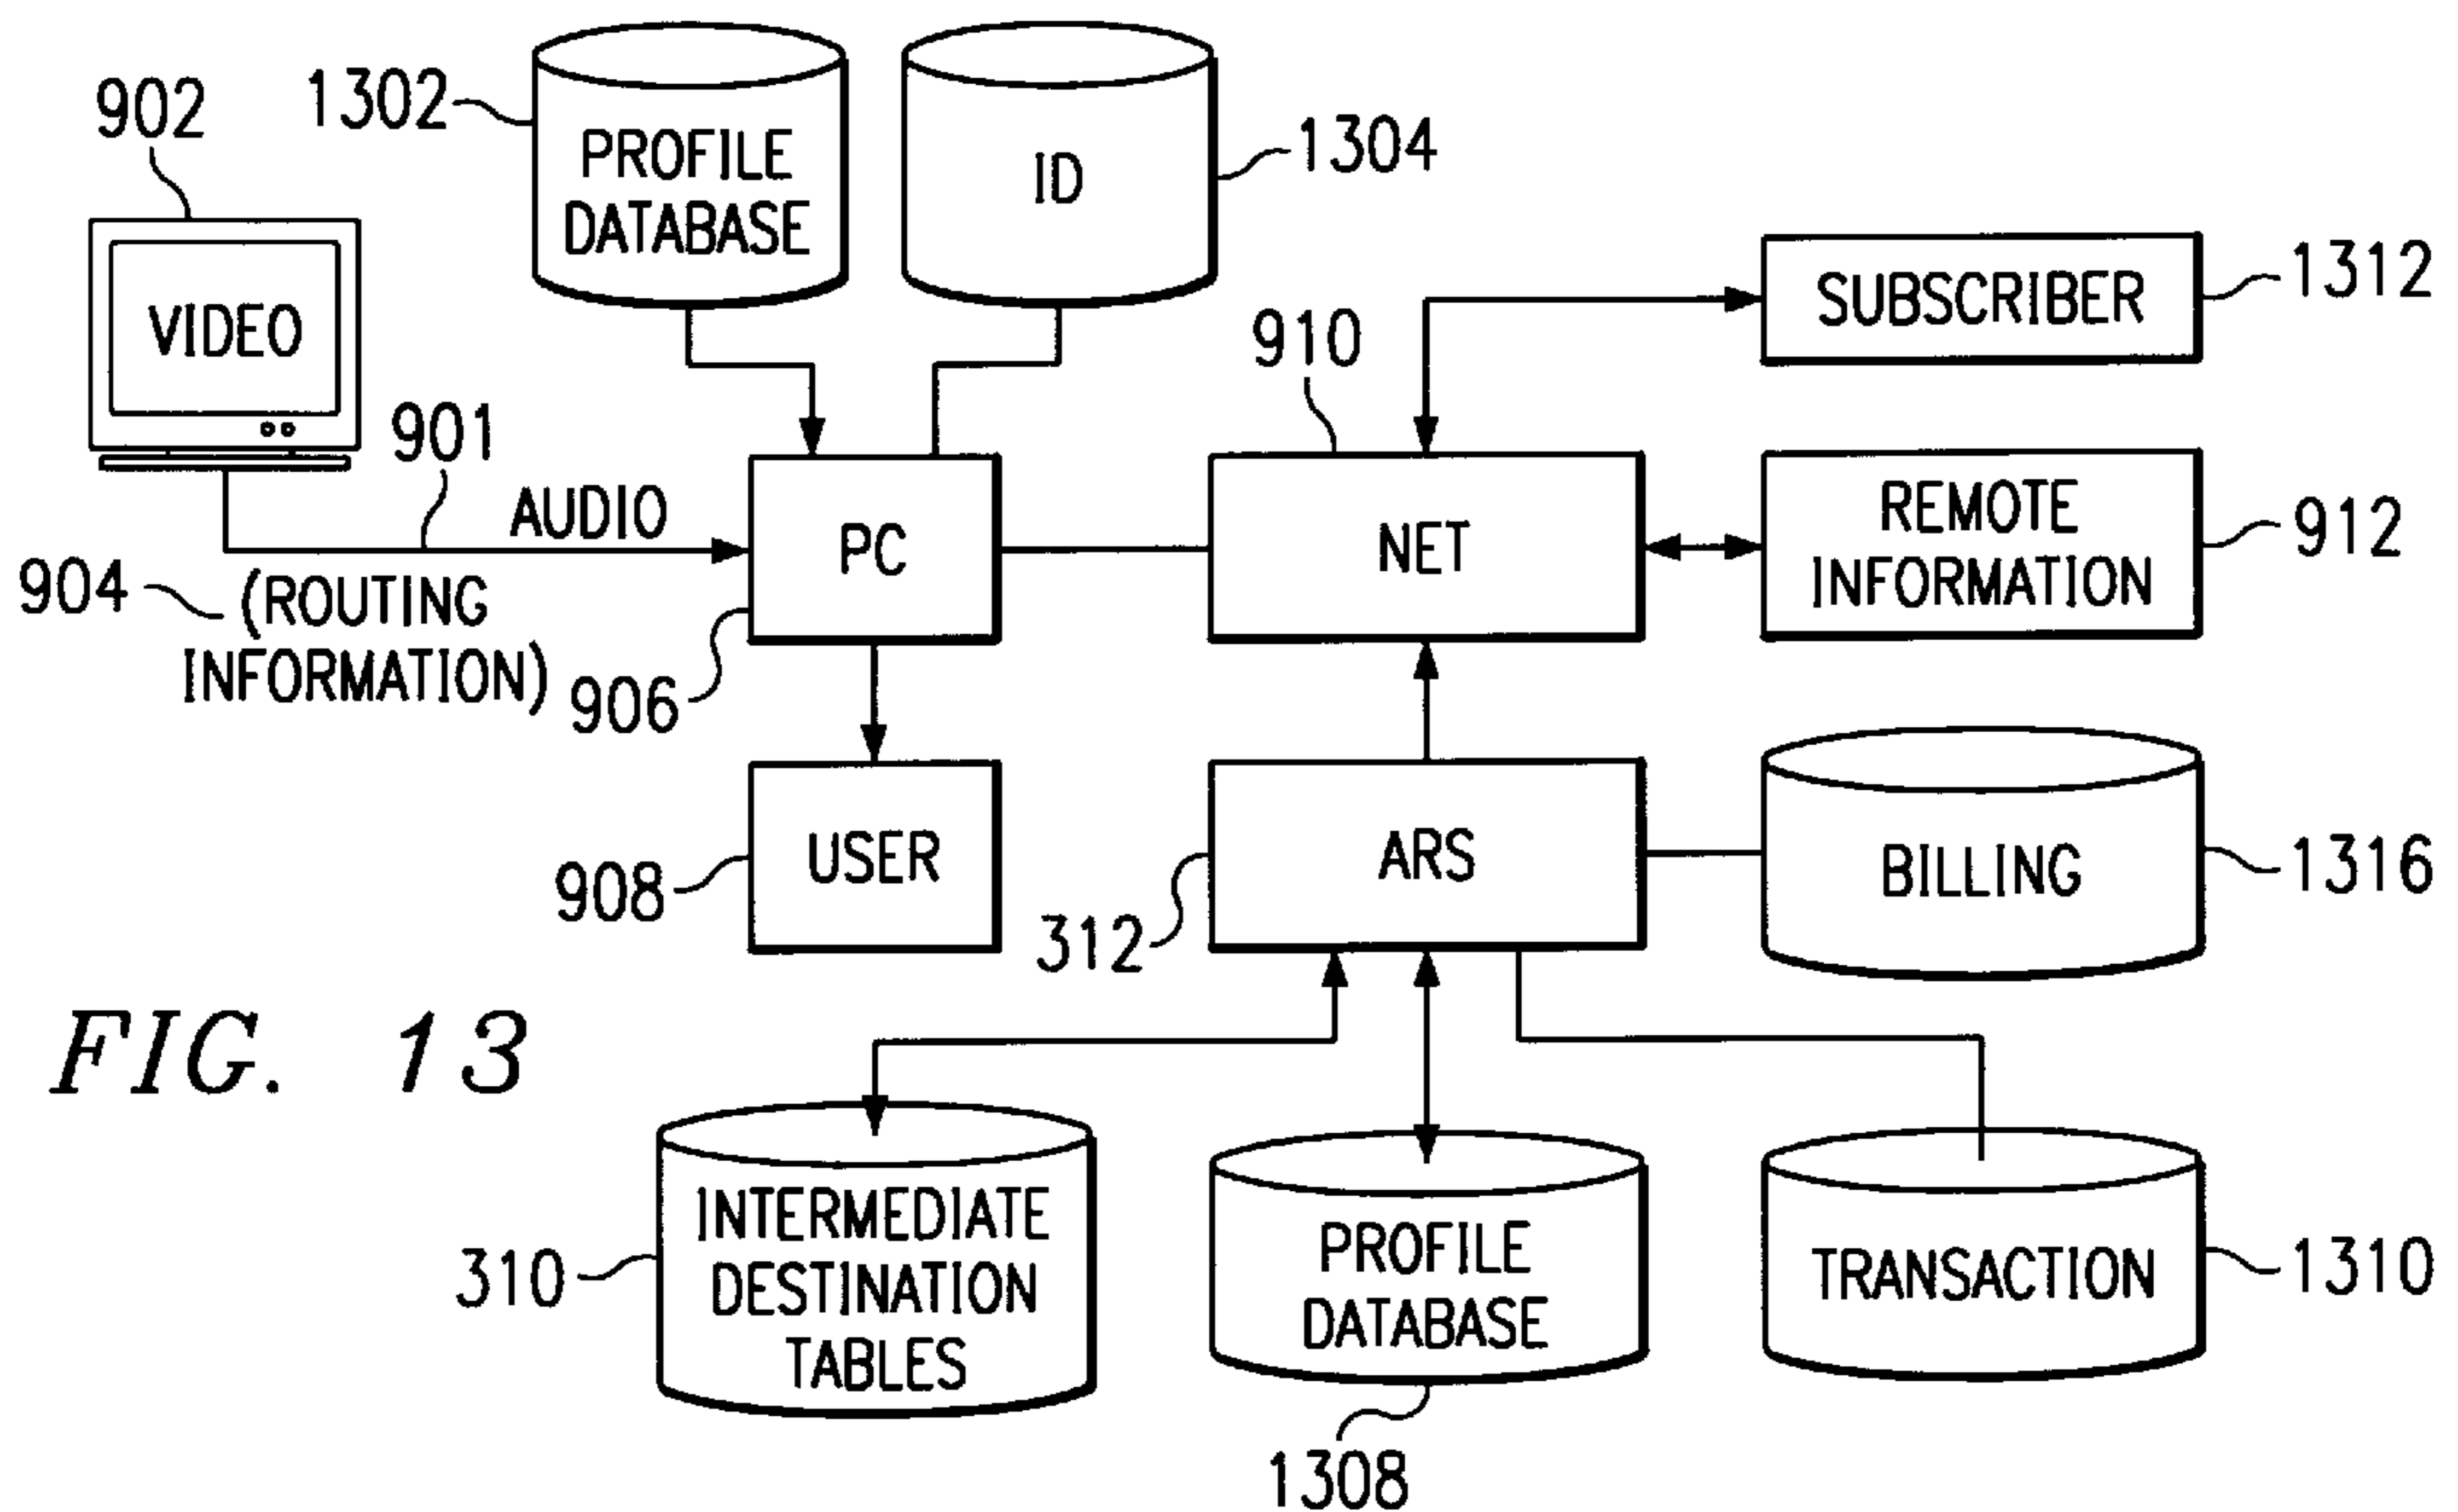 902
1302
PROFILE
DATABASE
ID
1304
VIDEO
901
AUDIO
904
(ROUTING
INFORMATION)
PC
906
USER
908
910
NET
SUBSCRIBER
1312
REMOTE
INFORMATION
912
ARS
312
BILLING
1316
FIG. 13
310
INTERMEDIATE
DESTINATION
TABLES
PROFILE
DATABASE
1308
TRANSACTION
1310